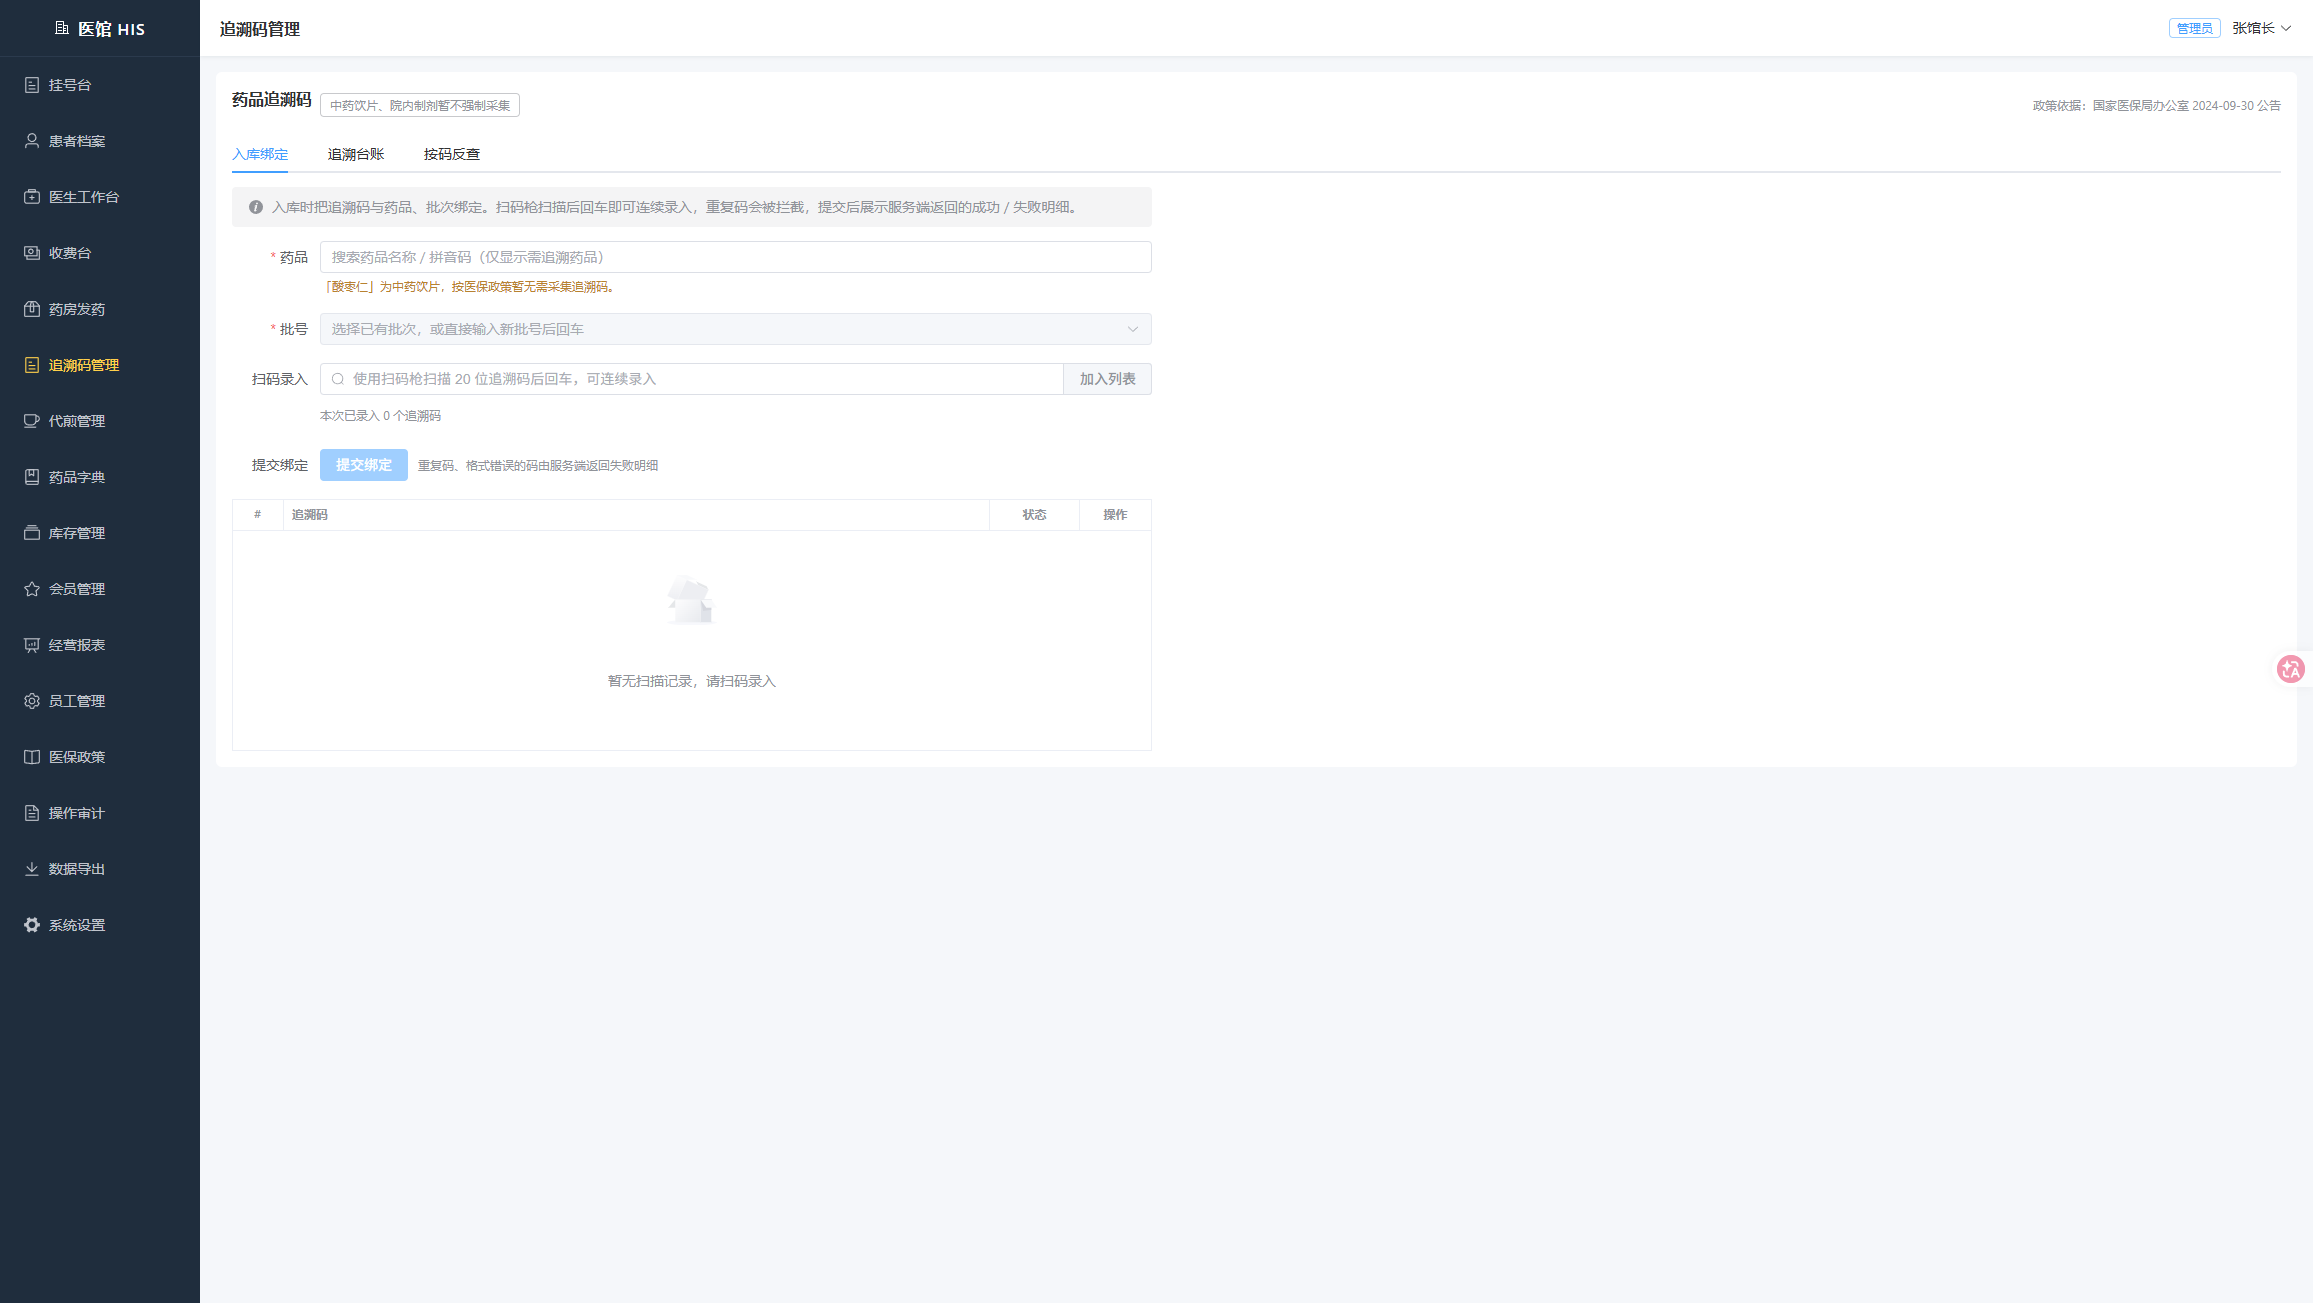 医馆 HIS
追溯码管理
管理员
张馆长
挂号台
患者档案
医生工作台
收费台
药房发药
追溯码管理
代煎管理
药品字典
库存管理
会员管理
经营报表
员工管理
医保政策
操作审计
数据导出
系统设置
药品追溯码
中药饮片、院内制剂暂不强制采集
政策依据：国家医保局办公室 2024-09-30 公告
入库绑定
追溯台账
按码反查
入库时把追溯码与药品、批次绑定。扫码枪扫描后回车即可连续录入，重复码会被拦截，提交后展示服务端返回的成功 / 失败明细。
* 药品
搜索药品名称 / 拼音码（仅显示需追溯药品）
「酸枣仁」为中药饮片，按医保政策暂无需采集追溯码。
* 批号
选择已有批次，或直接输入新批号后回车
扫码录入
使用扫码枪扫描 20 位追溯码后回车，可连续录入
加入列表
本次已录入 0 个追溯码
提交绑定
提交绑定
重复码、格式错误的码由服务端返回失败明细
#
追溯码
状态
操作
暂无扫描记录，请扫码录入